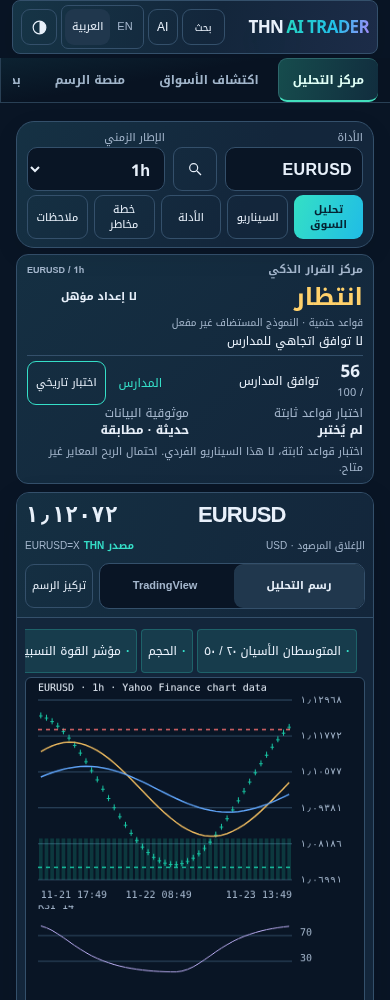 THN AI TRADER
بحث
AI
EN
العربية
مركز التحليل
اكتشاف الأسواق
منصة الرسم
الأداة
الإطار الزمني
EURUSD
1h
تحليل السوق
السيناريو
الأدلة
خطة مخاطر
ملاحظات
مركز القرار الذكي
EURUSD / 1h
انتظار
لا إعداد مؤهل
قواعد حتمية · النموذج المستضاف غير مفعل
لا توافق اتجاهي للمدارس
56
/ 100
توافق المدارس
المدارس
اختبار تاريخي
اختبار قواعد ثابتة
لم يُختبر
موثوقية البيانات
حديثة · مطابقة
اختبار قواعد ثابتة، لا هذا السيناريو الفردي. احتمال الربح المعاير غير
متاح.
EURUSD
١٫١٢٠٧٢
الإغلاق المرصود · USD
مصدر THN EURUSD=X
رسم التحليل
TradingView
تركيز الرسم
· المتوسطان الأسيان ٢٠ / ٥٠
· الحجم
· مؤشر القوة النسبية
EURUSD · 1h · Yahoo Finance chart data
١٫١٢٩٦٨
١٫١١٧٧٢
١٫١٠٥٧٧
١٫٠٩٣٨١
١٫٠٨١٨٦
١٫٠٦٩٩١
11-21 17:49
11-22 08:49
11-23 13:49
RSI 14
70
30